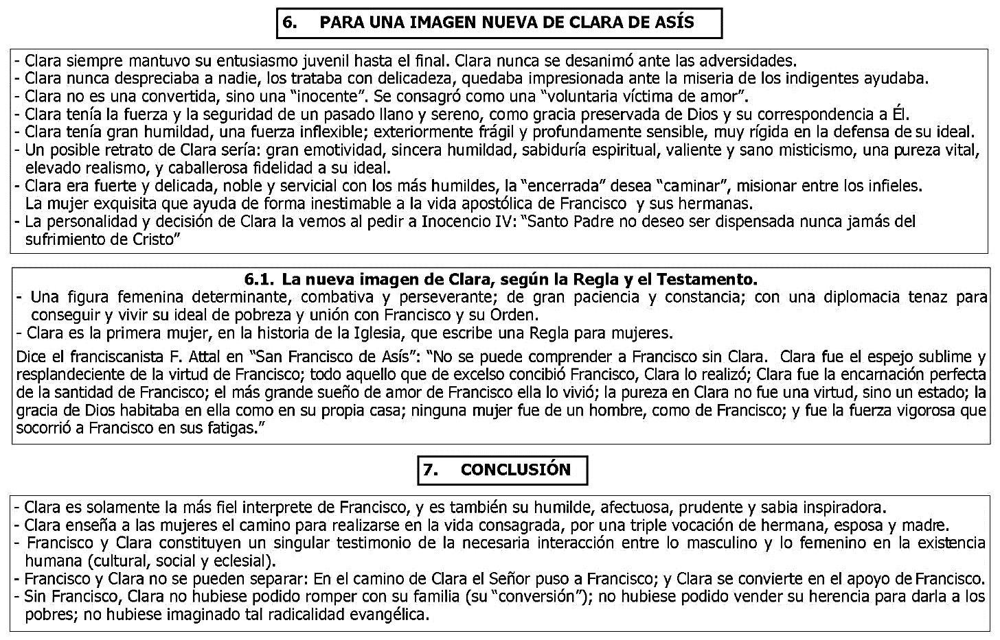 6. PARA UNA IMAGEN NUEVA DE CLARA DE ASÍS
- Clara siempre mantuvo su entusiasmo juvenil hasta el final. Clara nunca se desanimó ante las adversidades.
- Clara nunca despreciaba a nadie, los trataba con delicadeza, quedaba impresionada ante la miseria de los indigentes ayudaba.
- Clara no es una convertida, sino una “inocente”. Se consagró como una “voluntaria víctima de amor”.
- Clara tenía la fuerza y la seguridad de un pasado llano y sereno, como gracia preservada de Dios y su correspondencia a Él.
- Clara tenía gran humildad, una fuerza inflexible; exteriormente frágil y profundamente sensible, muy rígida en la defensa de su ideal.
- Un posible retrato de Clara sería: gran emotividad, sincera humildad, sabiduría espiritual, valiente y sano misticismo, una pureza vital,
elevado realismo, y caballerosa fidelidad a su ideal.
- Clara era fuerte y delicada, noble y servicial con los más humildes, la “encerrada” desea “caminar”, misionar entre los infieles.
La mujer exquisita que ayuda de forma inestimable a la vida apostólica de Francisco y sus hermanas.
- La personalidad y decisión de Clara la vemos al pedir a Inocencio IV: “Santo Padre no deseo ser dispensada nunca jamás del
sufrimiento de Cristo”
6.1. La nueva imagen de Clara, según la Regla y el Testamento.
- Una figura femenina determinante, combativa y perseverante; de gran paciencia y constancia; con una diplomacia tenaz para
conseguir y vivir su ideal de pobreza y unión con Francisco y su Orden.
- Clara es la primera mujer, en la historia de la Iglesia, que escribe una Regla para mujeres.
Dice el franciscanista F. Attal en “San Francisco de Asís”: “No se puede comprender a Francisco sin Clara. Clara fue el espejo sublime y
resplandeciente de la virtud de Francisco; todo aquello que de excelso concibió Francisco, Clara lo realizó; Clara fue la encarnación perfecta
de la santidad de Francisco; el más grande sueño de amor de Francisco ella lo vivió; la pureza en Clara no fue una virtud, sino un estado; la
gracia de Dios habitaba en ella como en su propia casa; ninguna mujer fue de un hombre, como de Francisco; y fue la fuerza vigorosa que
socorrió a Francisco en sus fatigas.”
7. CONCLUSIÓN
- Clara es solamente la más fiel interprete de Francisco, y es también su humilde, afectuosa, prudente y sabia inspiradora.
- Clara enseña a las mujeres el camino para realizarse en la vida consagrada, por una triple vocación de hermana, esposa y madre.
- Francisco y Clara constituyen un singular testimonio de la necesaria interacción entre lo masculino y lo femenino en la existencia
humana (cultural, social y eclesial).
- Francisco y Clara no se pueden separar: En el camino de Clara el Señor puso a Francisco; y Clara se convierte en el apoyo de Francisco.
- Sin Francisco, Clara no hubiese podido romper con su familia (su “conversión”); no hubiese podido vender su herencia para darla a los
pobres; no hubiese imaginado tal radicalidad evangélica.